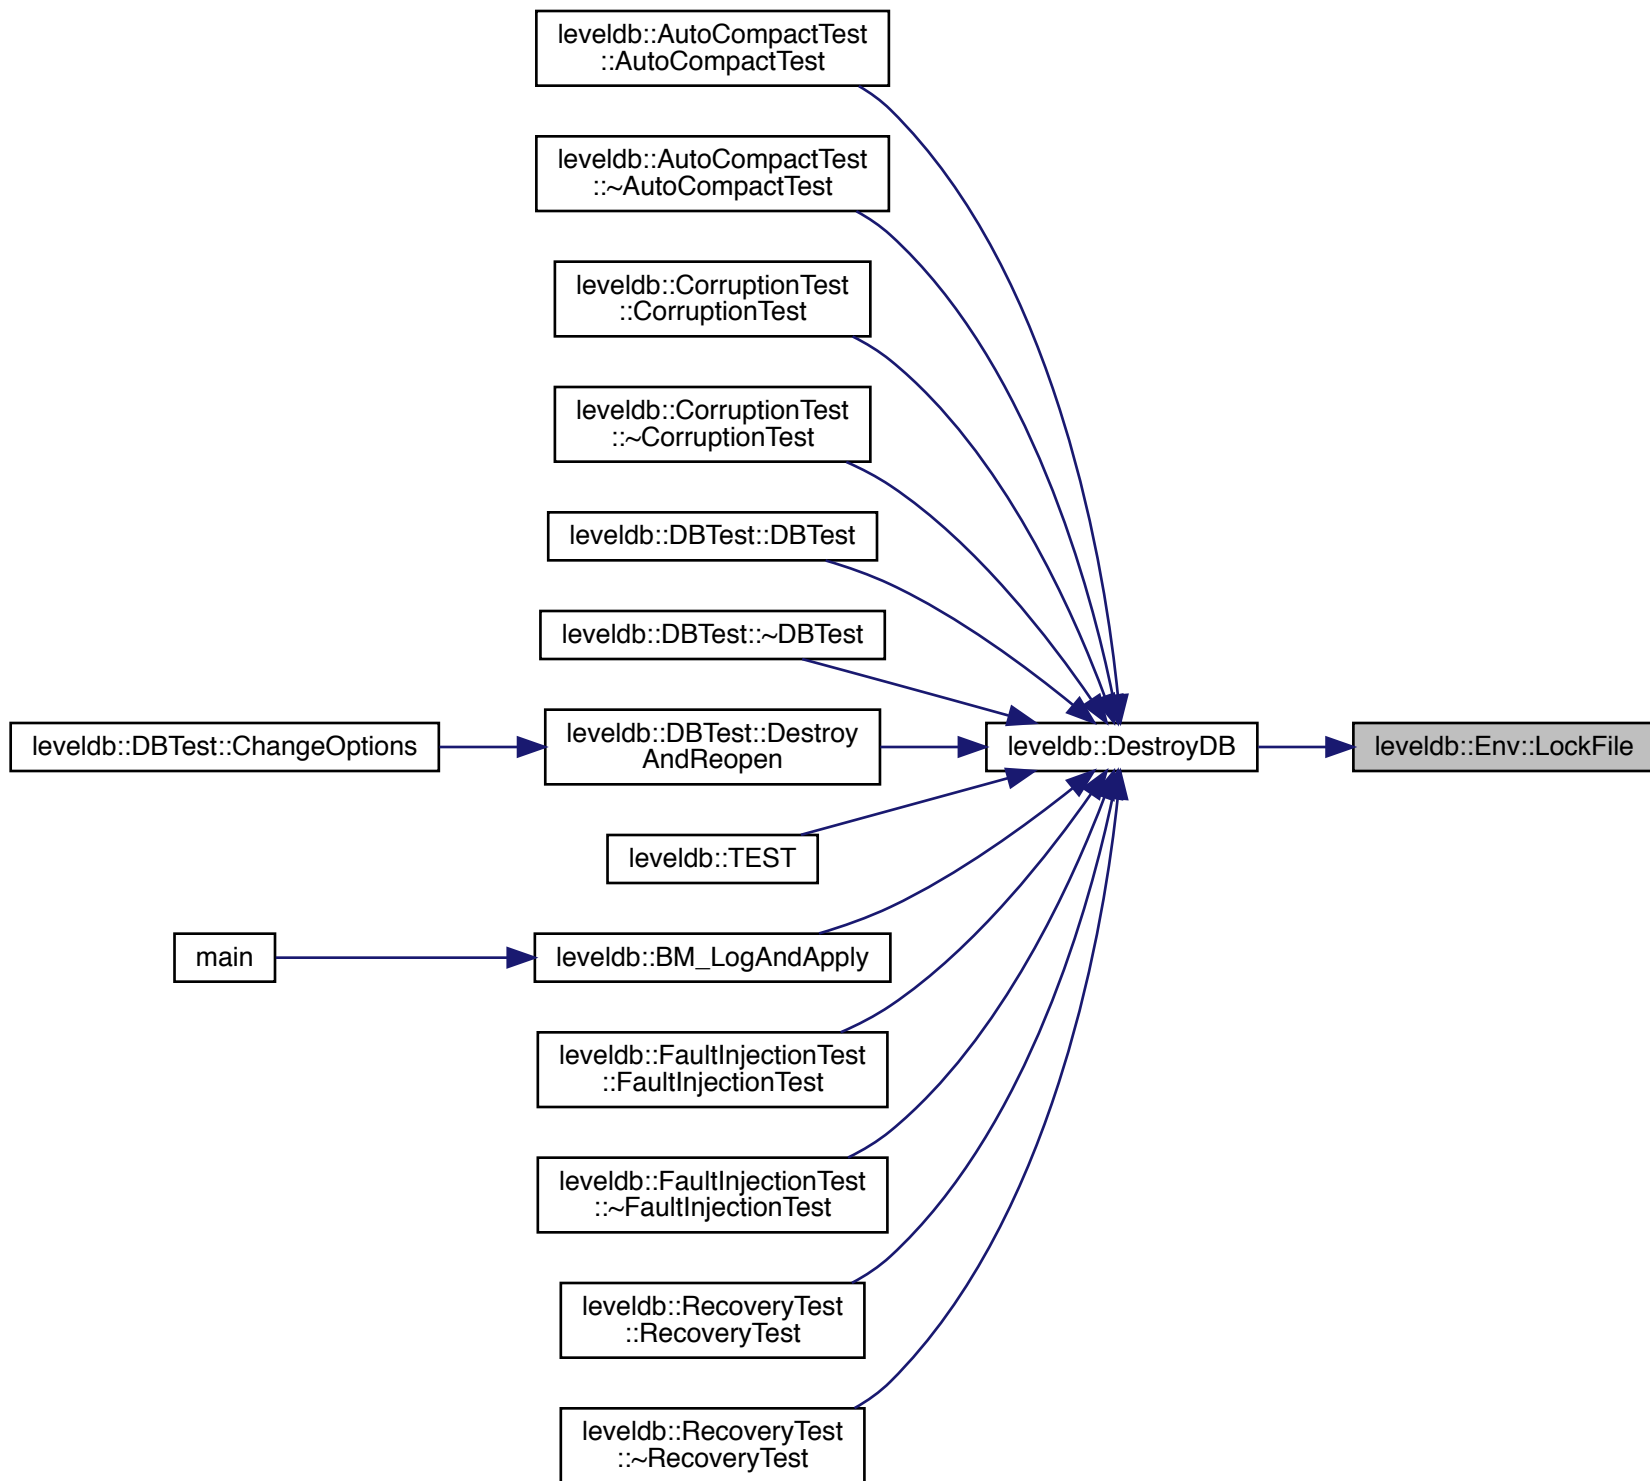 leveldb::AutoCompactTest
::AutoCompactTest
leveldb::AutoCompactTest
::~AutoCompactTest
leveldb::CorruptionTest
::CorruptionTest
leveldb::CorruptionTest
::~CorruptionTest
leveldb::DBTest::DBTest
leveldb::DBTest::~DBTest
leveldb::DBTest::ChangeOptions
leveldb::DBTest::Destroy
AndReopen
leveldb::DestroyDB
leveldb::Env::LockFile
leveldb::TEST
main
leveldb::BM_LogAndApply
leveldb::FaultInjectionTest
::FaultInjectionTest
leveldb::FaultInjectionTest
::~FaultInjectionTest
leveldb::RecoveryTest
::RecoveryTest
leveldb::RecoveryTest
::~RecoveryTest